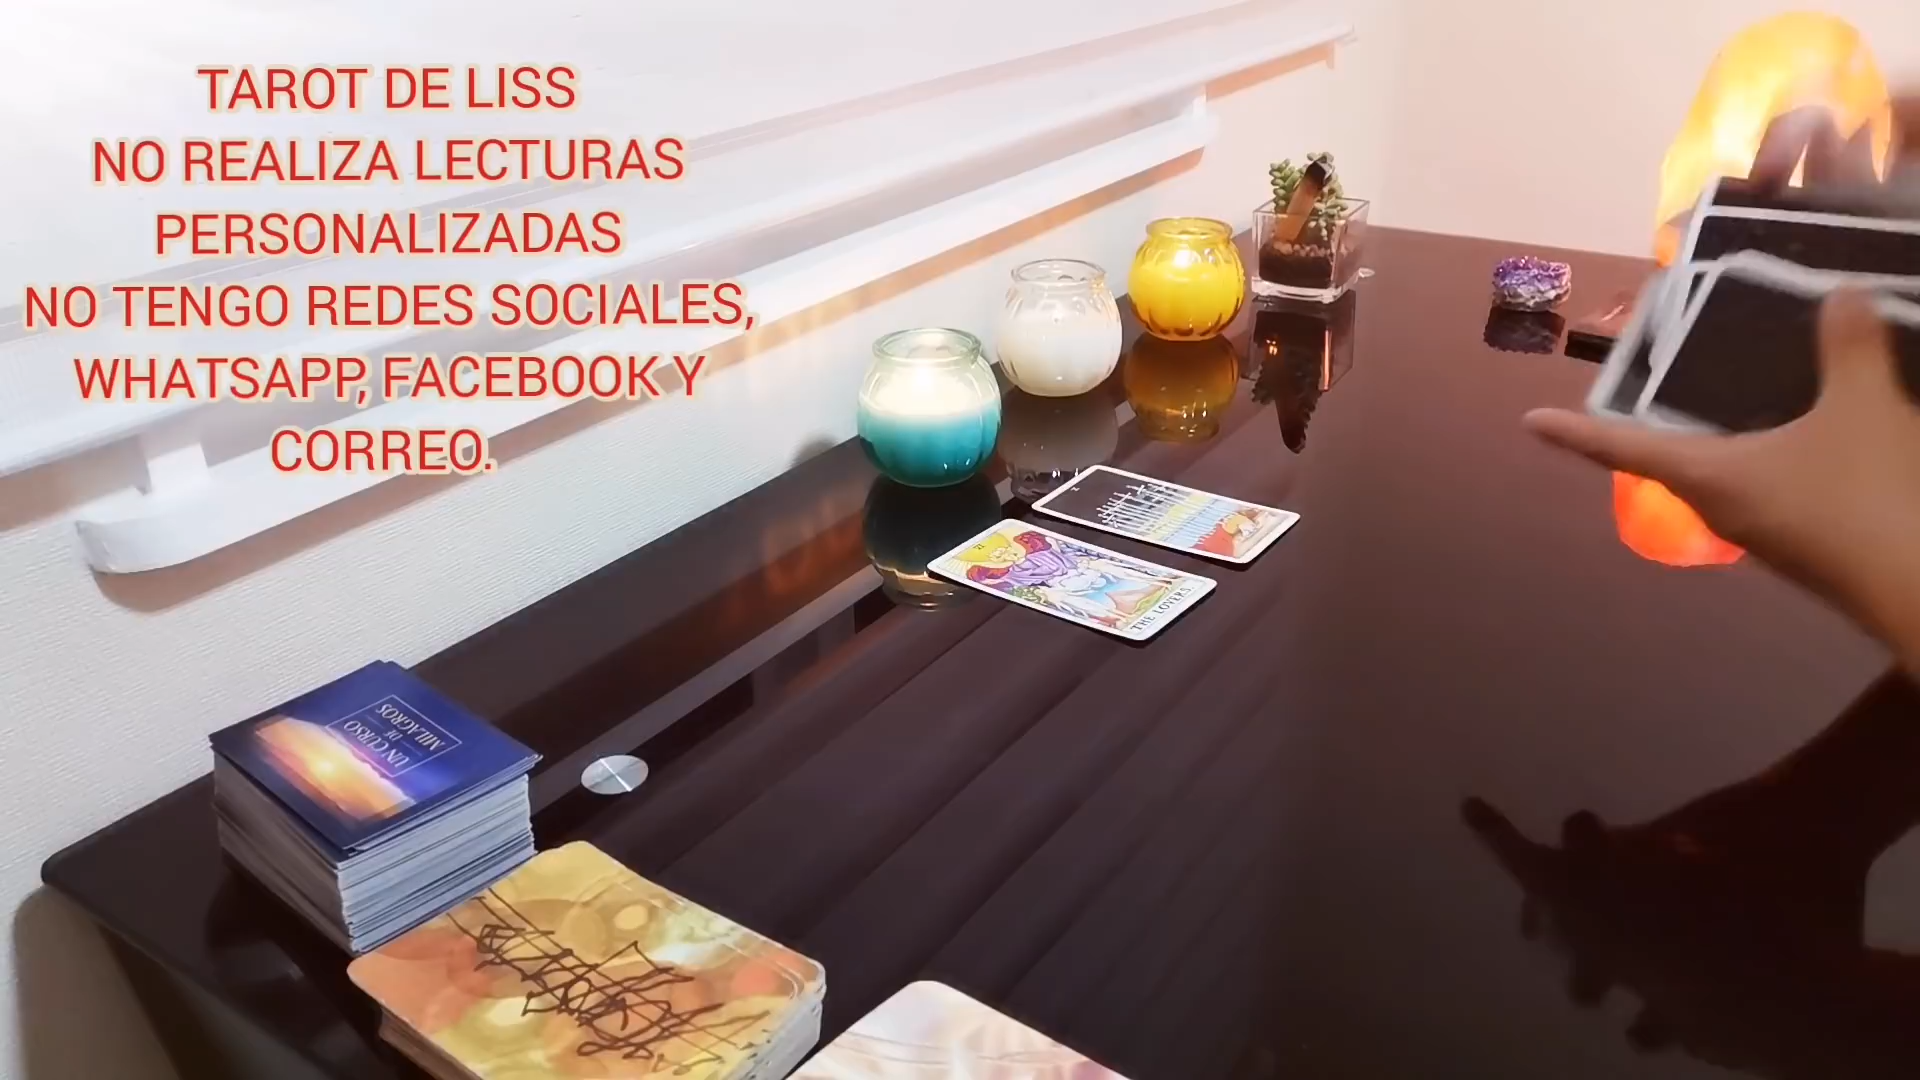 TAROT DE LISS
NO REALIZA LECTURAS
PERSONALIZADAS
NO TENGO REDES SOCIALES,
WHATSAPP, FACEBOOK Y
CORREO.
X
VI
THE LOVERS.
UN CURSO
DE
MILAGROS